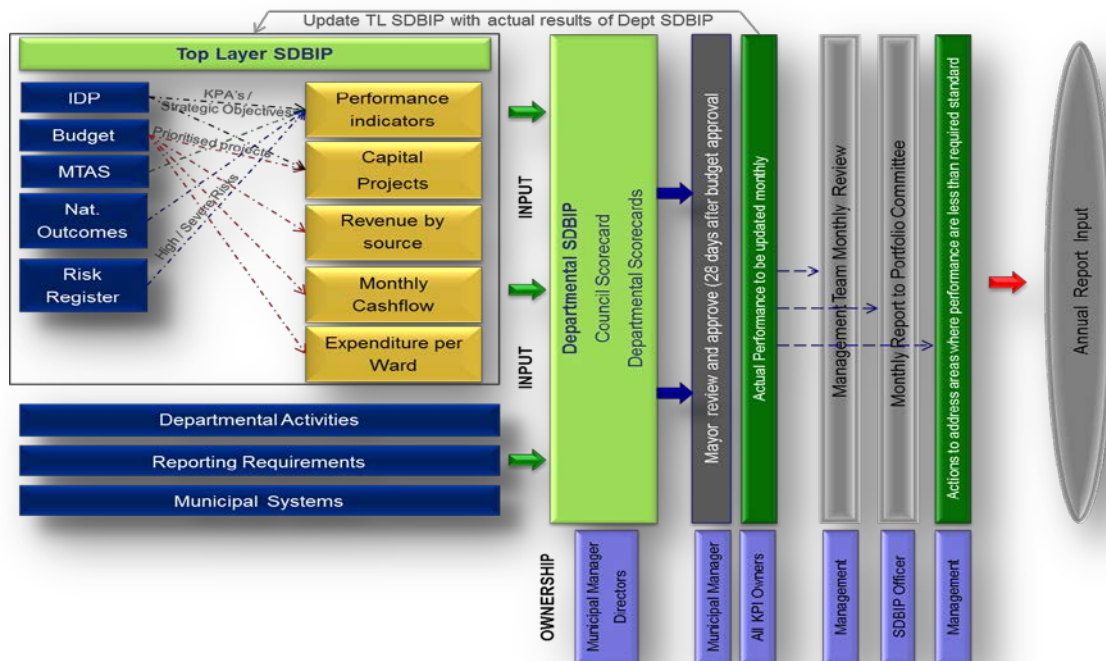 Update TL SDBIP with actual results of Dept SDBIP
Top Layer SDBIP
IDP
Budget
MTAS
Nat.
Outcomes
Risk
Register
KPA's /
Strategic Objectives
Prioritised projects
High / Severe Risks
Performance
indicators
Capital
Projects
Revenue by
source
Monthly
Cashflow
Expenditure per
Ward
Departmental Activities
Reporting Requirements
Municipal Systems
INPUT
INPUT
Departmental SDBIP
Council Scorecard
Departmental Scorecards
Mayor review and approve (28 days after budget approval
Actual Performance to be updated monthly
Management Team Monthly Review
Monthly Report to Portfolio Committee
Actions to address areas where performance are less than required standard
Annual Report Input
OWNERSHIP
Municipal Manager
Directors
Municipal Manager
All KPI Owners
Management
SDBIP Officer
Management